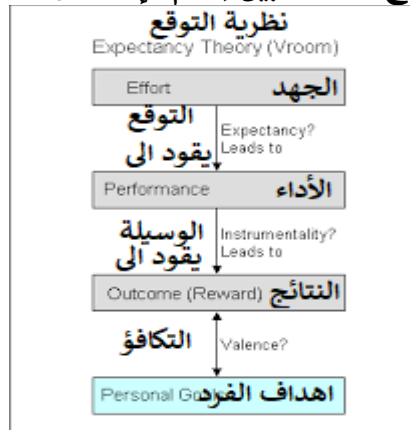 نظرية التوقع
Expectancy Theory (Vroom)
Effort الجهد
التوقع
Expectancy?
يقود الى Leads to
Performance الأداء
الوسيلة Instrumentality?
يقود الى Leads to
Outcome (Reward) النتائج
التكافؤ Valence?
Personal اهداف الفرد